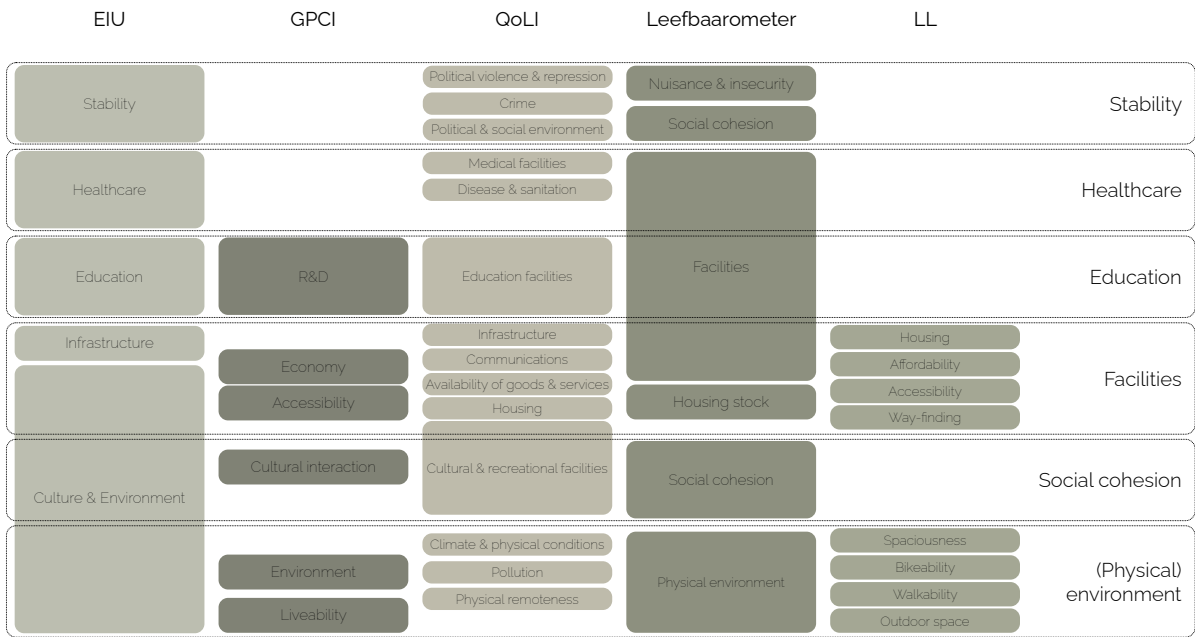 EIU
GPCI
QoLI
Leefbaarometer
LL
Stability
Political violence & repression
Crime
Political & social environment
Nuisance & insecurity
Social cohesion
Stability
Healthcare
Medical facilities
Disease & sanitation
Facilities
Healthcare
Education
R&D
Education facilities
Education
Infrastructure
Culture & Environment
Economy
Accessibility
Infrastructure
Communications
Availability of goods & services
Housing
Cultural & recreational facilities
Housing stock
Housing
Affordability
Accessibility
Way-finding
Facilities
Cultural interaction
Social cohesion
Social cohesion
Environment
Liveability
Climate & physical conditions
Pollution
Physical remoteness
Physical environment
Spaciousness
Bikeability
Walkability
Outdoor space
(Physical)
environment